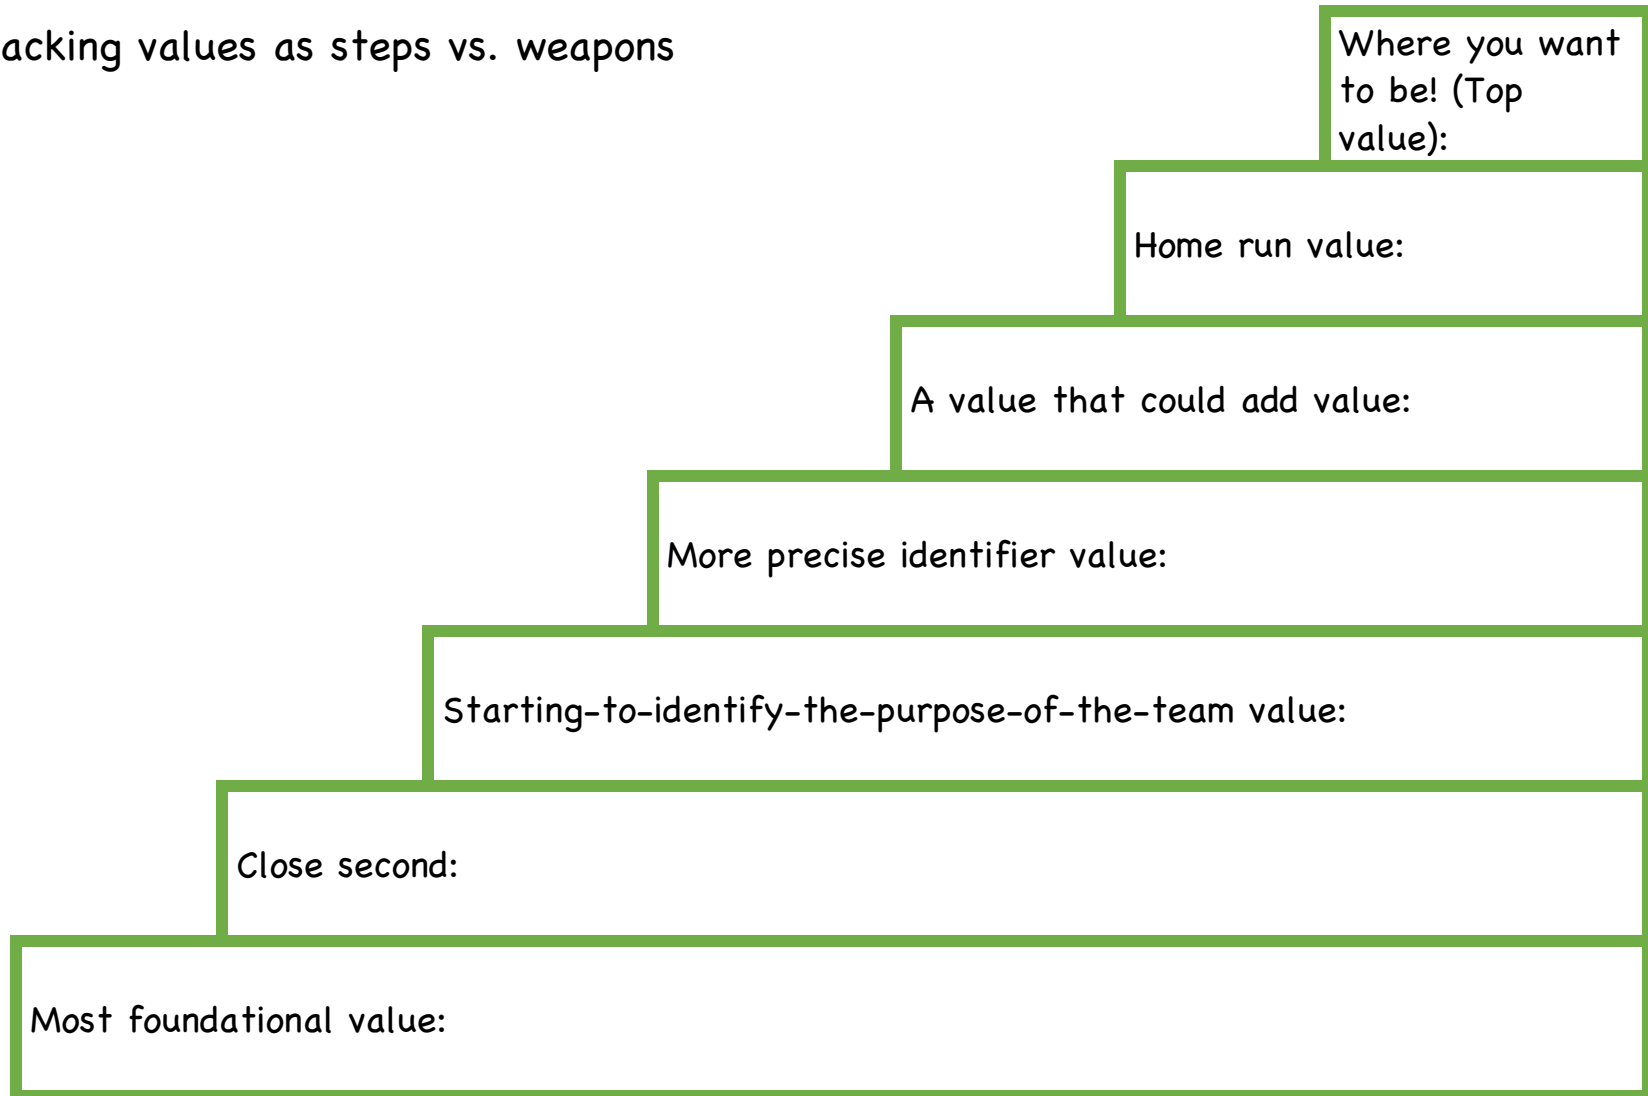 acking values as steps vs. weapons
Where you want
to be! (Top
value):
Home run value:
A value that could add value:
More precise identifier value:
Starting-to-identify-the-purpose-of-the-team value:
Close second:
Most foundational value: